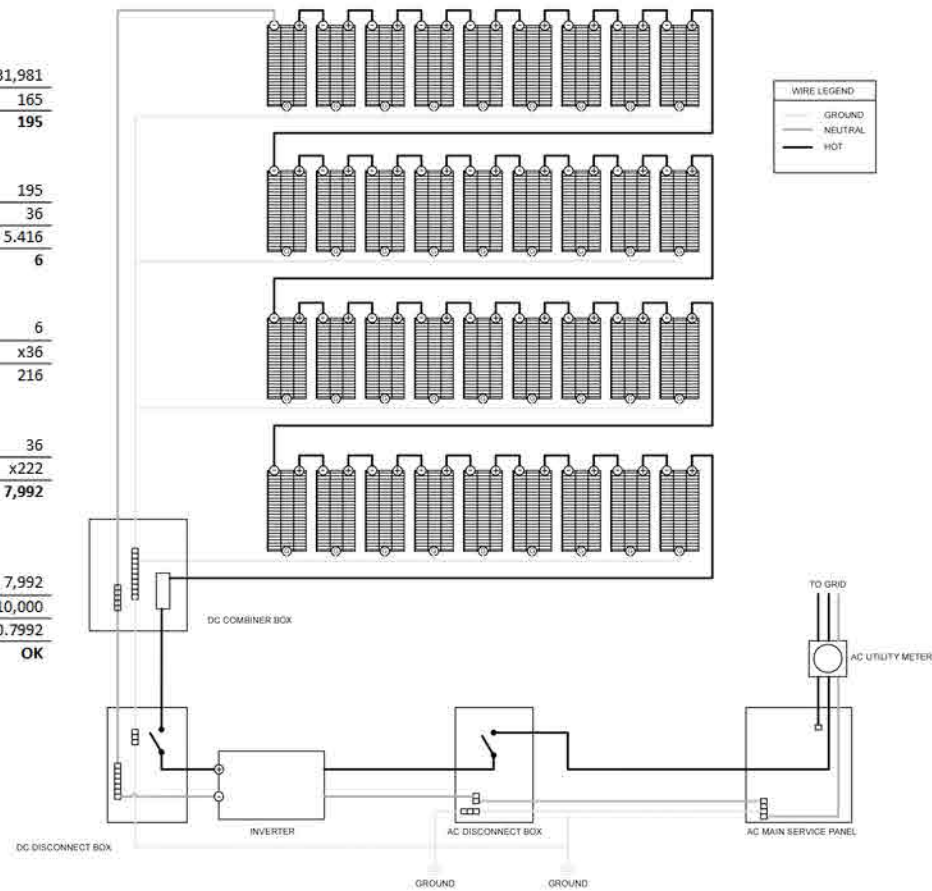 31,981
165
195
195
36
5.416
6
6
x36
216
36
x222
7,992
7,992
10,000
0.7992
OK
WIRE LEGEND
GROUND
NEUTRAL
HOT
DC COMBINER BOX
TO GRID
AC UTILITY METER
INVERTER
AC DISCONNECT BOX
AC MAIN SERVICE PANEL
DC DISCONNECT BOX
GROUND
GROUND